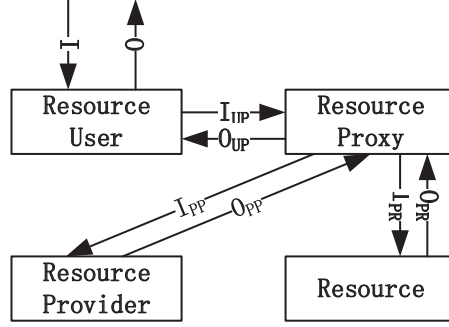 I
O
Resource
User
I_UP
O_UP
Resource
Proxy
I_PP
O_PP
I_PR
O_PR
Resource
Provider
Resource